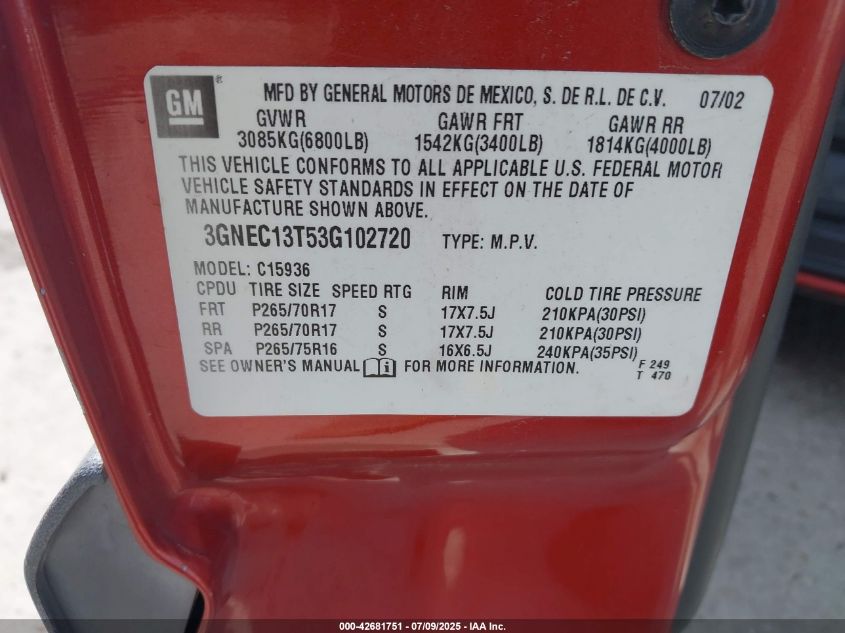 GM ® MFD BY GENERAL MOTORS DE MEXICO, S. DE R.L. DE C.V. 07/02
GVWR GAWR FRT GAWR RR
3085KG(6800LB) 1542KG(3400LB) 1814KG(4000LB)
THIS VEHICLE CONFORMS TO ALL APPLICABLE U.S. FEDERAL MOTOR
VEHICLE SAFETY STANDARDS IN EFFECT ON THE DATE OF
MANUFACTURE SHOWN ABOVE.
3GNEC13T53G102720 TYPE: M.P.V.
MODEL: C15936
CPDU TIRE SIZE SPEED RTG RIM COLD TIRE PRESSURE
FRT P265/70R17 S 17X7.5J 210KPA(30PSI)
RR P265/70R17 S 17X7.5J 210KPA(30PSI)
SPA P265/75R16 S 16X6.5J 240KPA(35PSI)
SEE OWNER'S MANUAL FOR MORE INFORMATION. F 249
T 470
000-42681751 | 07/09/2025 - IAA Inc.